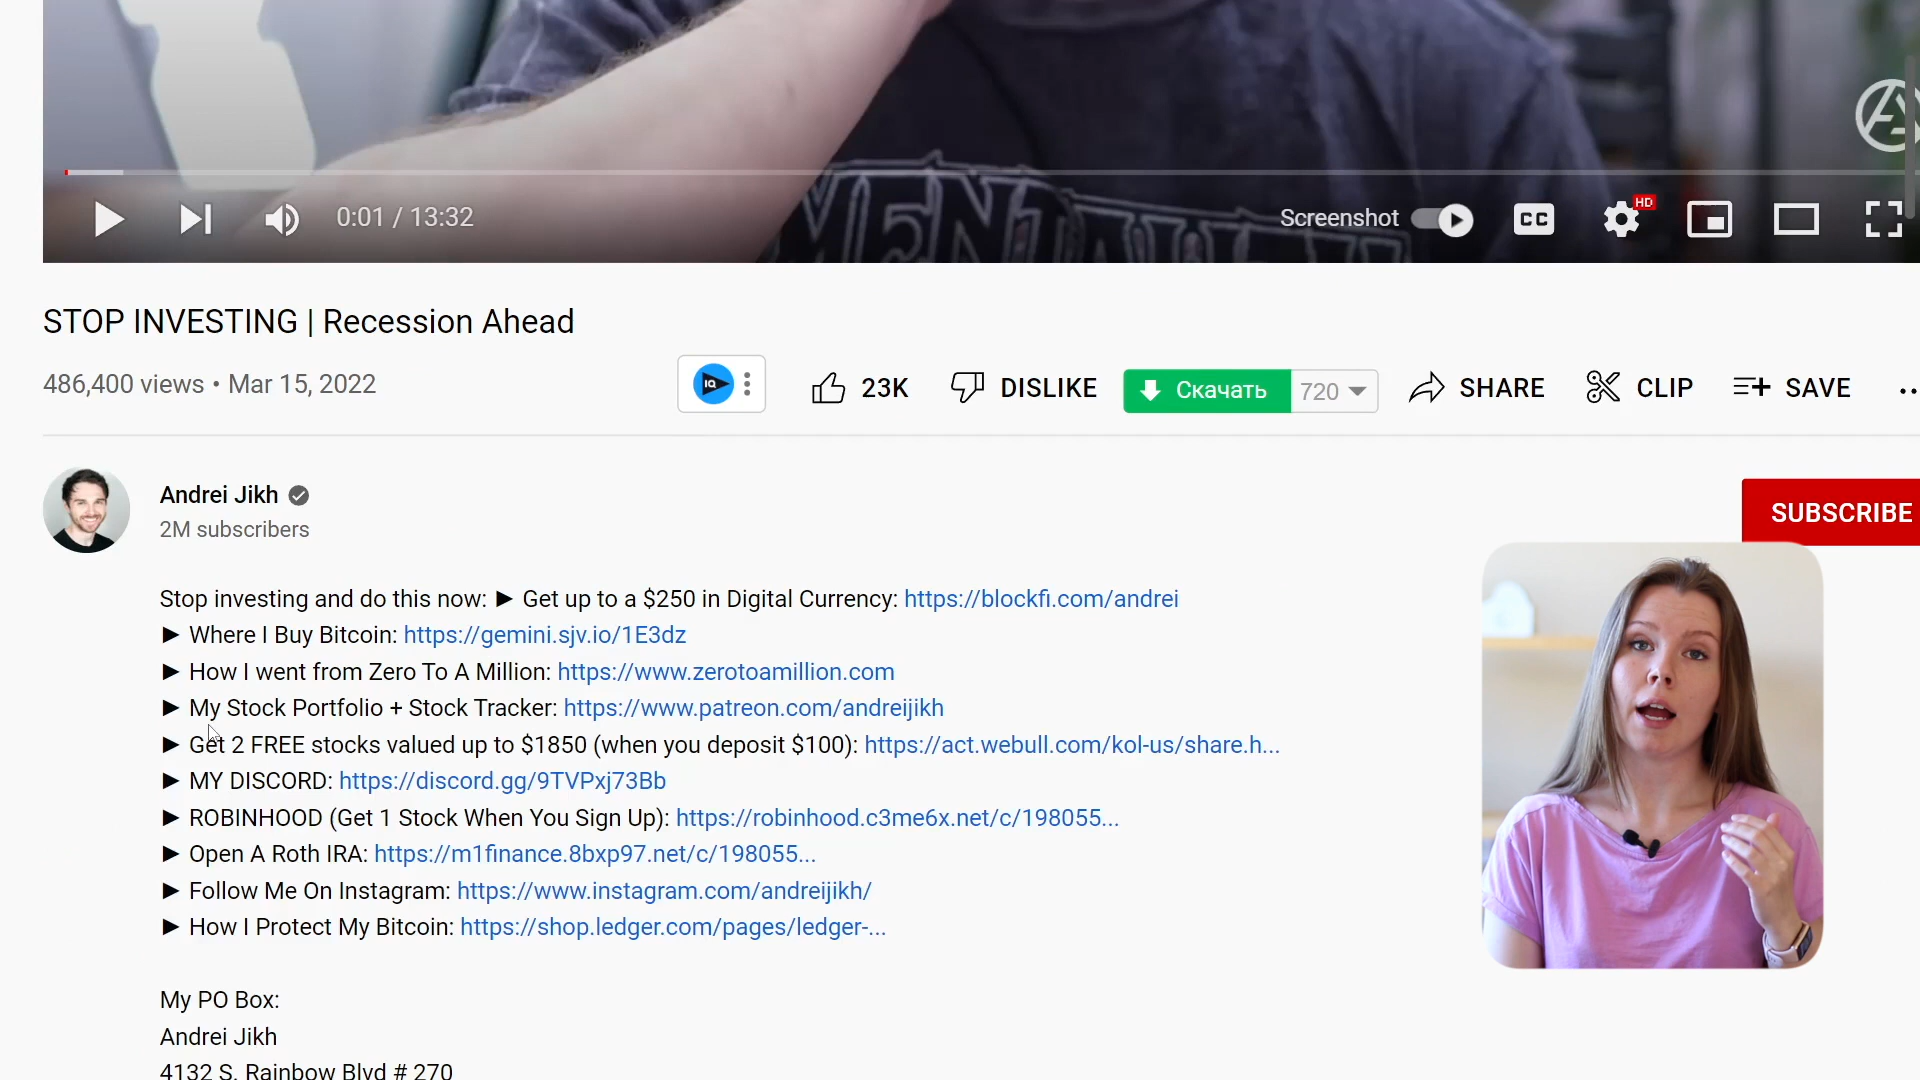 0:01 / 13:32
Screenshot
CC
HD
STOP INVESTING | Recession Ahead
486,400 views • Mar 15, 2022
IQ
23K
DISLIKE
Скачать
720
SHARE
CLIP
SAVE
Andrei Jikh
2M subscribers
SUBSCRIBE
Stop investing and do this now: ► Get up to a $250 in Digital Currency: https://blockfi.com/andrei
► Where I Buy Bitcoin: https://gemini.sjv.io/1E3dz
► How I went from Zero To A Million: https://www.zerotoamillion.com
► My Stock Portfolio + Stock Tracker: https://www.patreon.com/andreijikh
► Get 2 FREE stocks valued up to $1850 (when you deposit $100): https://act.webull.com/kol-us/share.h...
► MY DISCORD: https://discord.gg/9TVPxj73Bb
► ROBINHOOD (Get 1 Stock When You Sign Up): https://robinhood.c3me6x.net/c/198055...
► Open A Roth IRA: https://m1finance.8bxp97.net/c/198055...
► Follow Me On Instagram: https://www.instagram.com/andreijikh/
► How I Protect My Bitcoin: https://shop.ledger.com/pages/ledger-...
My PO Box:
Andrei Jikh
4132 S. Rainbow Blvd # 270